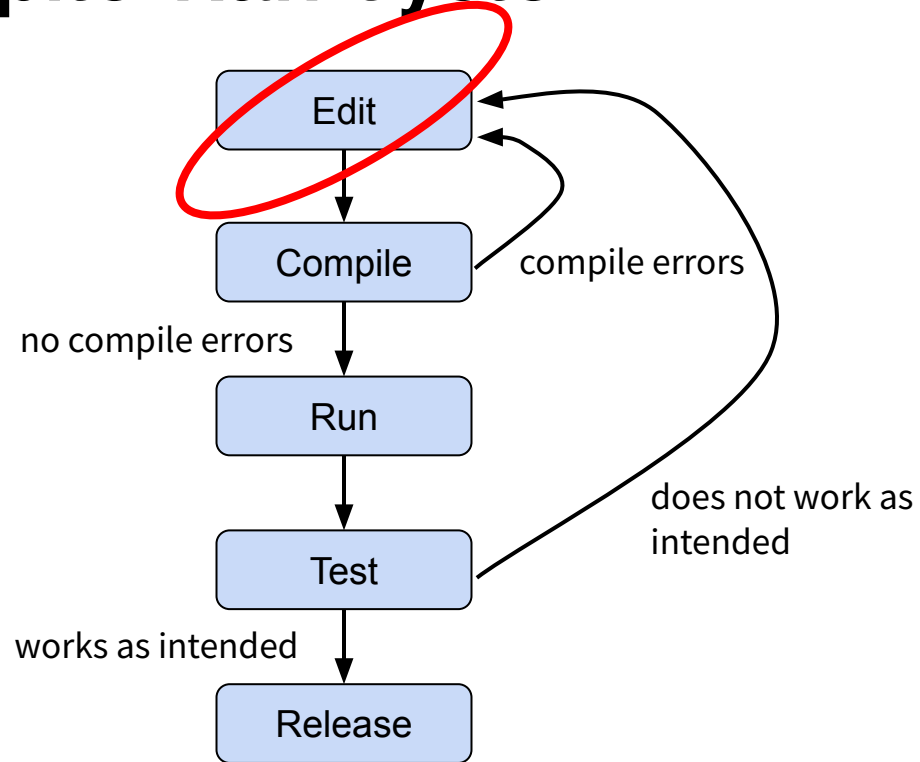 Edit
Compile
compile errors
no compile errors
Run
does not work as
intended
Test
works as intended
Release